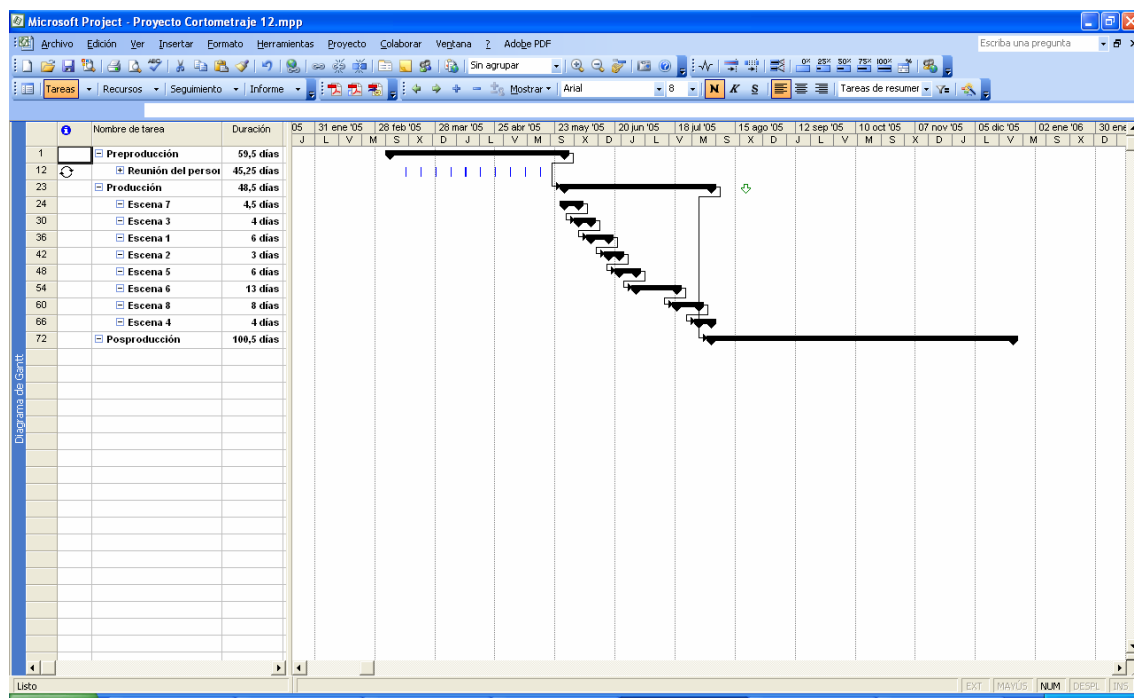 Microsoft Project - Proyecto Cortometraje 12.mpp
Archivo Edición Ver Insertar Formato Herramientas Proyecto Colaborar Ventana ? Adobe PDF Escriba una pregunta
Sin agrupar 0% 25% 50% 75% 100%
Tareas Recursos Seguimiento Informe Mostrar Arial 8 N K S Tareas de resumen
Nombre de tarea Duración 05 31 ene '05 28 feb '05 28 mar '05 25 abr '05 23 may '05 20 jun '05 18 jul '05 15 ago '05 12 sep '05 10 oct '05 07 nov '05 05 dic '05 02 ene '06 30 ene
J L V M S X D J L V M S X D J L V M S X D J L V M S X D
1 Preproducción 59,5 días
12 Reunión del persor 45,25 días
23 Producción 48,5 días
24 Escena 7 4,5 días
30 Escena 3 4 días
36 Escena 1 6 días
42 Escena 2 3 días
48 Escena 5 6 días
54 Escena 6 13 días
60 Escena 8 8 días
66 Escena 4 4 días
72 Posproducción 100,5 días
Diagrama de Gantt
Listo EXT MAYÚS NUM DESPL INS